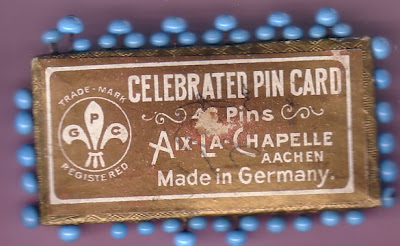 TRADE-MARK
GPC
REGISTERED
CELEBRATED PIN CARD
Pins
AIX-LA-CHAPELLE
AACHEN
Made in Germany.